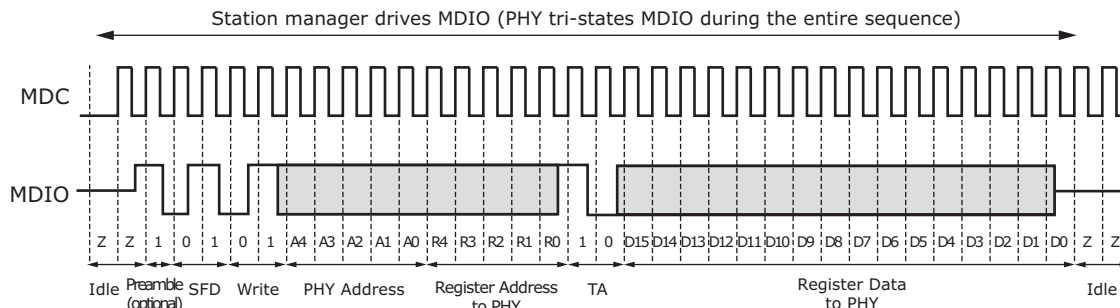 Station manager drives MDIO (PHY tri-states MDIO during the entire sequence)
MDC
MDIO
Z Z 1 0 1 0 1 A4 A3 A2 A1 A0 R4 R3 R2 R1 R0 1 0 D15 D14 D13 D12 D11 D10 D9 D8 D7 D6 D5 D4 D3 D2 D1 D0 Z Z
Idle Preamble (optional) SFD Write PHY Address Register Address to PHY TA Register Data to PHY Idle